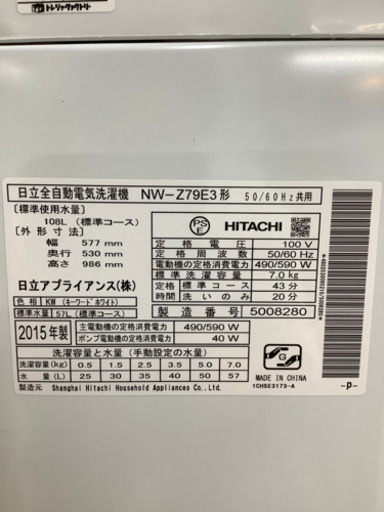 トレジャーファクトリー
日立全自動電気洗濯機 NW-Z79E3形 50/60Hz共用
〔標準使用水量〕
108L (標準コース)
〔外形寸法〕
幅 577 mm
奥行 530 mm
高さ 986 mm
日立アプライアンス(株)
色相 KW (キーワードホワイト)
標準水量 57L (標準コース)
PS E HITACHI
定格電圧 100 V
定格周波数 50/60 Hz
電動機の定格消費電力 490/590 W
標準洗濯容量 7.0 kg
標準コース 43分
洗いのみ 20分
製造番号 5008280
2015年製
主電動機の定格消費電力 490/590 W
ポンプ電動機の定格消費電力 40 W
洗濯容量と水量 (手動設定の水量)
洗濯容量(kg) 0.5 1.5 2.5 3.5 5.0 7.0
水量(L) 25 30 35 40 50 57
製造元 Shanghai Hitachi Household Appliances Co., Ltd.
G
MADE IN CHINA
1CHSE3173-A
-p-